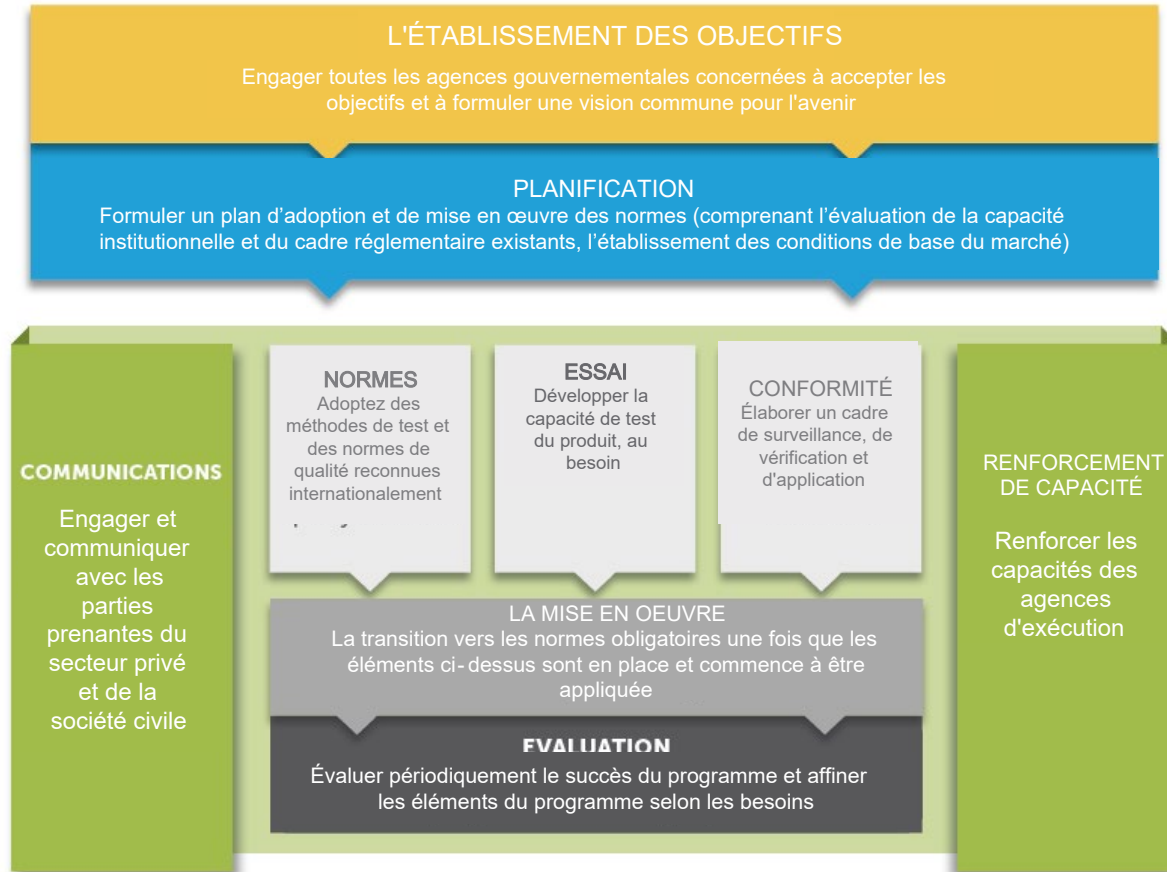 L'ÉTABLISSEMENT DES OBJECTIFS
Engager toutes les agences gouvernementales concernées à accepter les
objectifs et à formuler une vision commune pour l'avenir
PLANIFICATION
Formuler un plan d’adoption et de mise en œuvre des normes (comprenant l’évaluation de la capacité
institutionnelle et du cadre réglementaire existants, l’établissement des conditions de base du marché)
COMMUNICATIONS
Engager et
communiquer
avec les
parties
prenantes du
secteur privé
et de la
société civile
NORMES
Adoptez des
méthodes de test et
des normes de
qualité reconnues
internationalement
ESSAI
Développer la
capacité de test
du produit, au
besoin
CONFORMITÉ
Élaborer un cadre
de surveillance, de
vérification et
d'application
RENFORCEMENT
DE CAPACITÉ
Renforcer les
capacités des
agences
d'exécution
LA MISE EN OEUVRE
La transition vers les normes obligatoires une fois que les
éléments ci-dessus sont en place et commence à être
appliquée
EVALUATION
Évaluer périodiquement le succès du programme et affiner
les éléments du programme selon les besoins